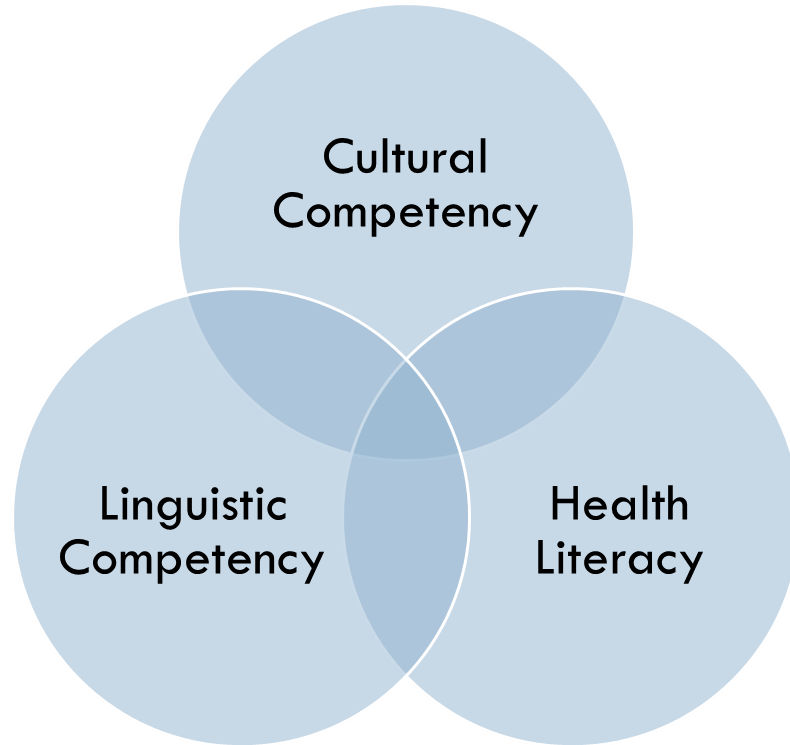 Cultural
Competency
Linguistic
Competency
Health
Literacy